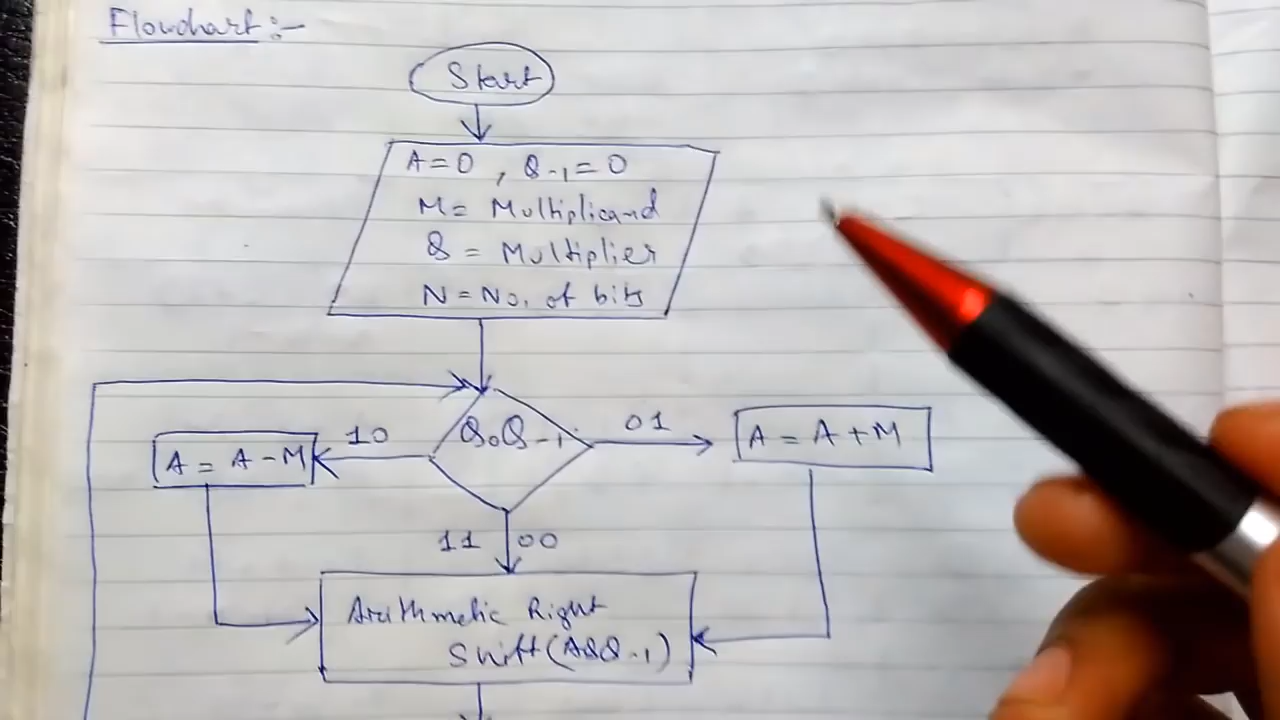 Flowchart :-
Start
A = 0 , Q-1 = 0
M = Multiplicand
Q = Multiplier
N = No. of bits
Q0Q-1
10
01
A = A - M
A = A + M
11 00
Arithmetic Right
Shift (AQQ-1)